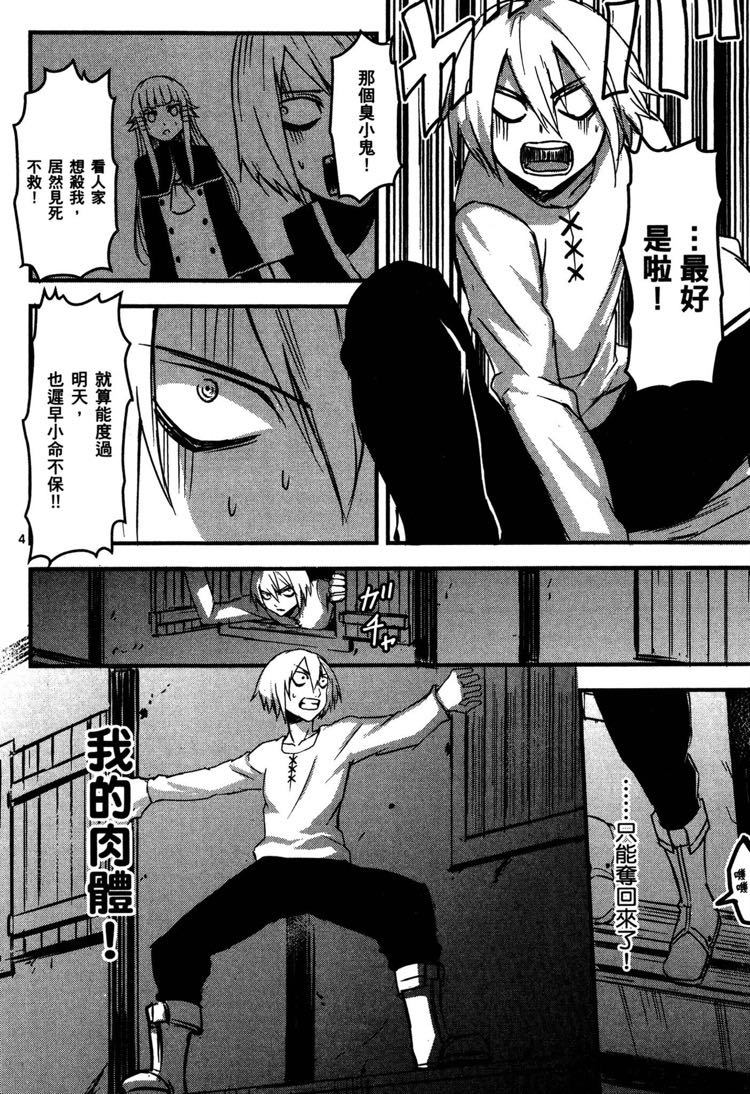 …最好
是啦！
那個臭小鬼！
看人家
想殺我，
居然見死
不救！
就算能度過
明天，
也遲早小命不保!!
4
ガ
チャ
嘰嘰
……只能奪回來了！
我的肉體！